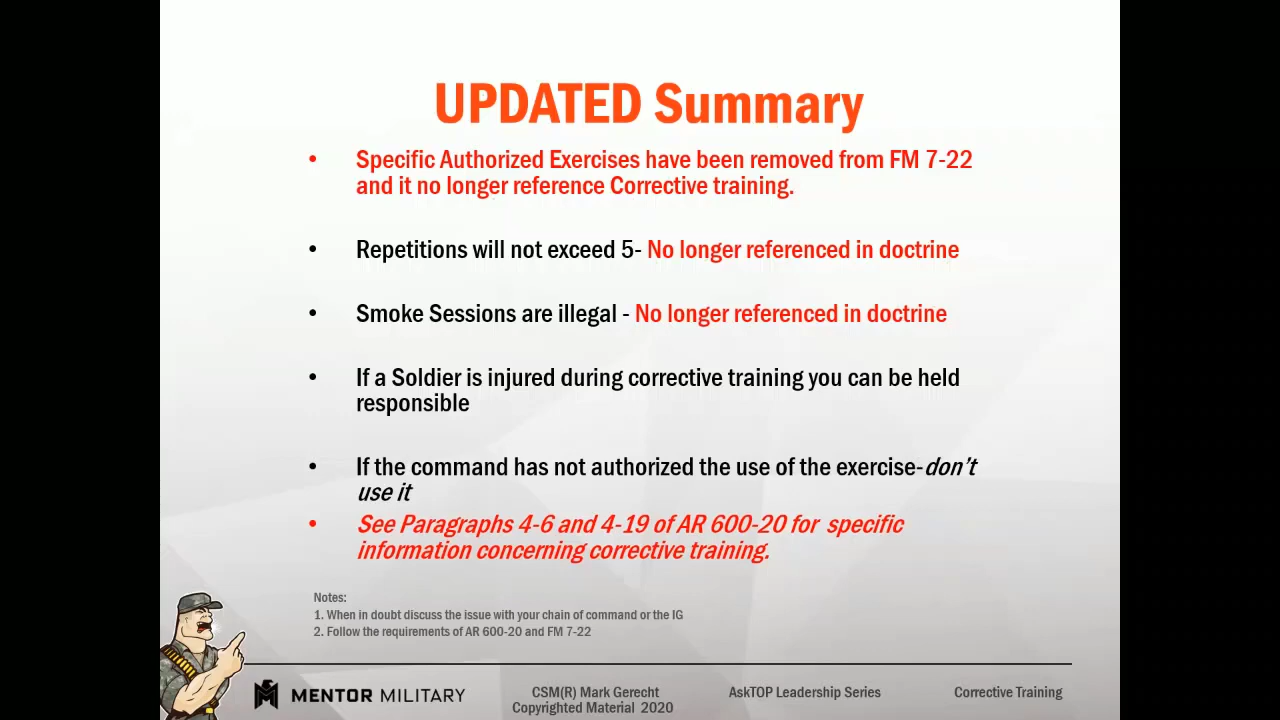 UPDATED Summary
• Specific Authorized Exercises have been removed from FM 7-22
and it no longer reference Corrective training.
• Repetitions will not exceed 5- No longer referenced in doctrine
• Smoke Sessions are illegal - No longer referenced in doctrine
• If a Soldier is injured during corrective training you can be held
responsible
• If the command has not authorized the use of the exercise-don't
use it
• See Paragraphs 4-6 and 4-19 of AR 600-20 for specific
information concerning corrective training.
Notes:
1. When in doubt discuss the issue with your chain of command or the IG
2. Follow the requirements of AR 600-20 and FM 7-22
MENTOR MILITARY
CSM(R) Mark Gerecht
Copyrighted Material 2020
AskTOP Leadership Series
Corrective Training